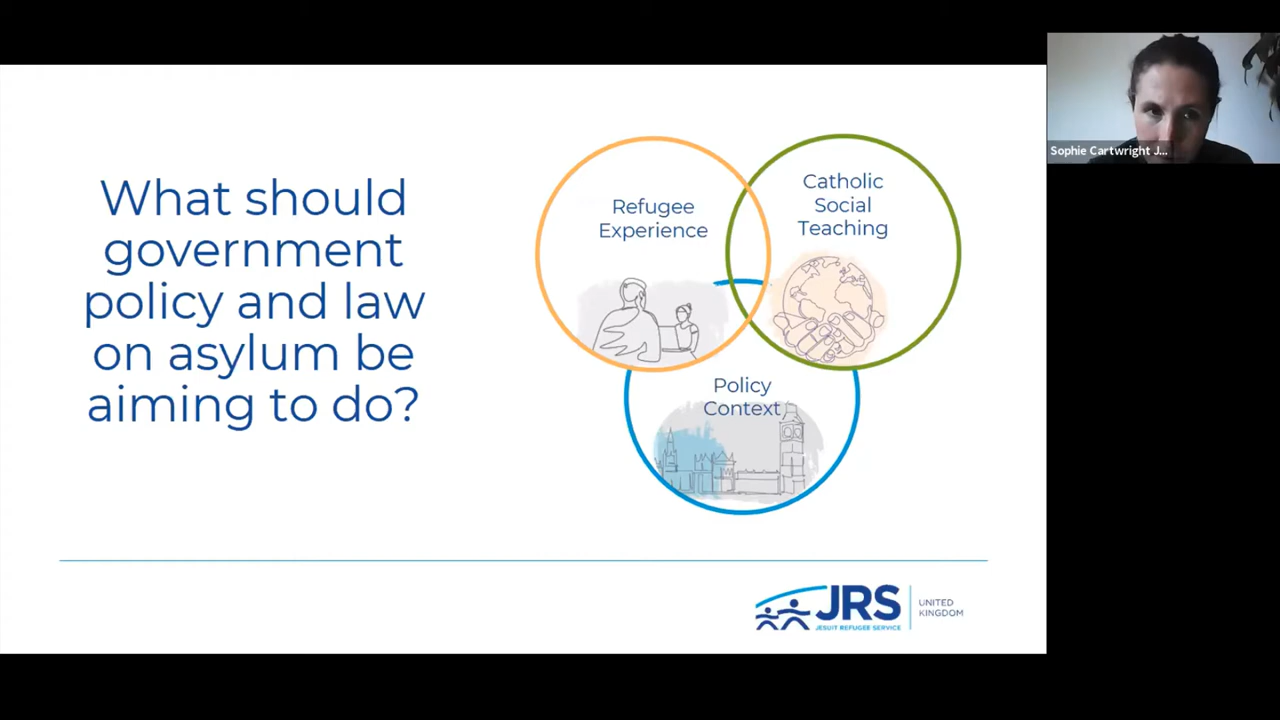 What should
government
policy and law
on asylum be
aiming to do?
Refugee
Experience
Catholic
Social
Teaching
Policy
Context
JRS
JESUIT REFUGEE SERVICE
UNITED
KINGDOM
Sophie Cartwright J...